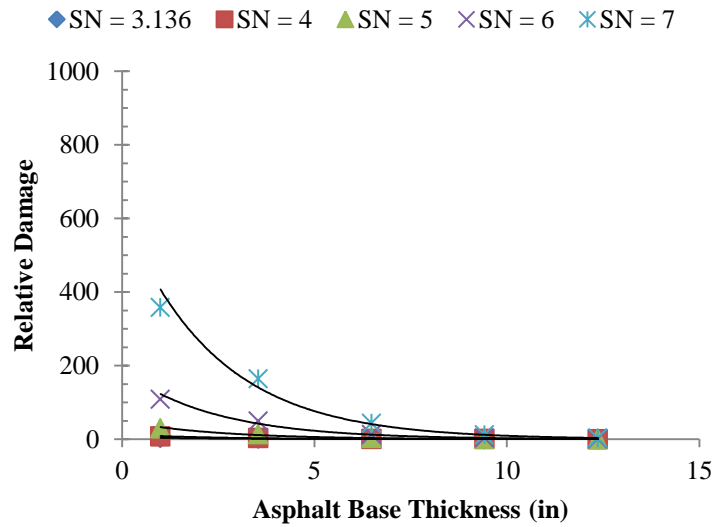 SN = 3.136 SN = 4 SN = 5 SN = 6 SN = 7
1000
800
600
400
200
0
Relative Damage
0 5 10 15
Asphalt Base Thickness (in)